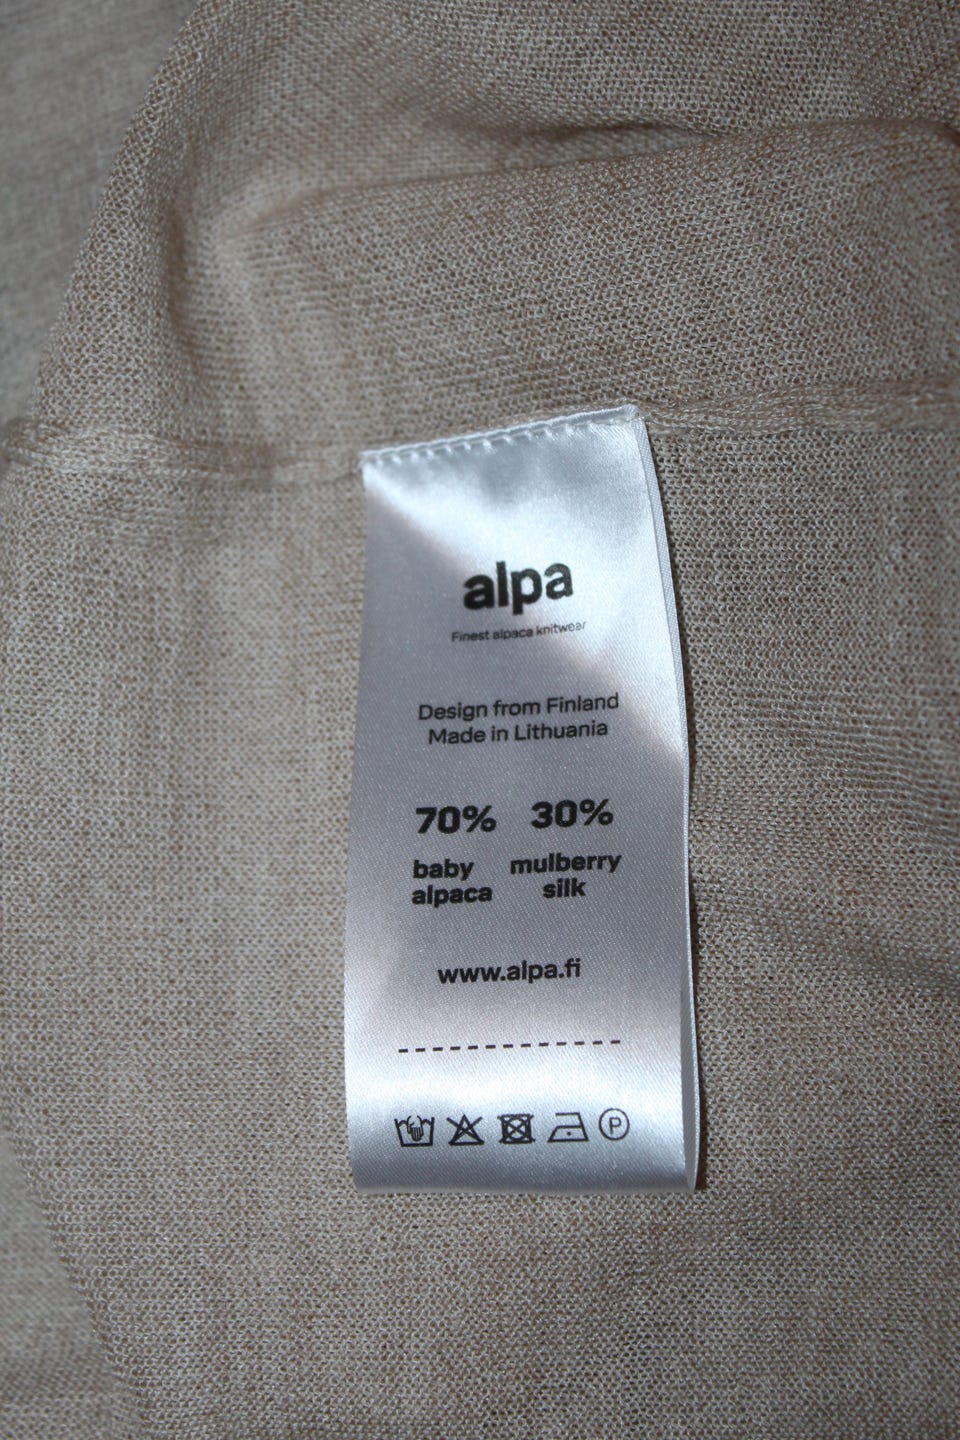 alpa
Finest alpaca knitwear
Design from Finland
Made in Lithuania
70% 30%
baby alpaca mulberry silk
www.alpa.fi
P